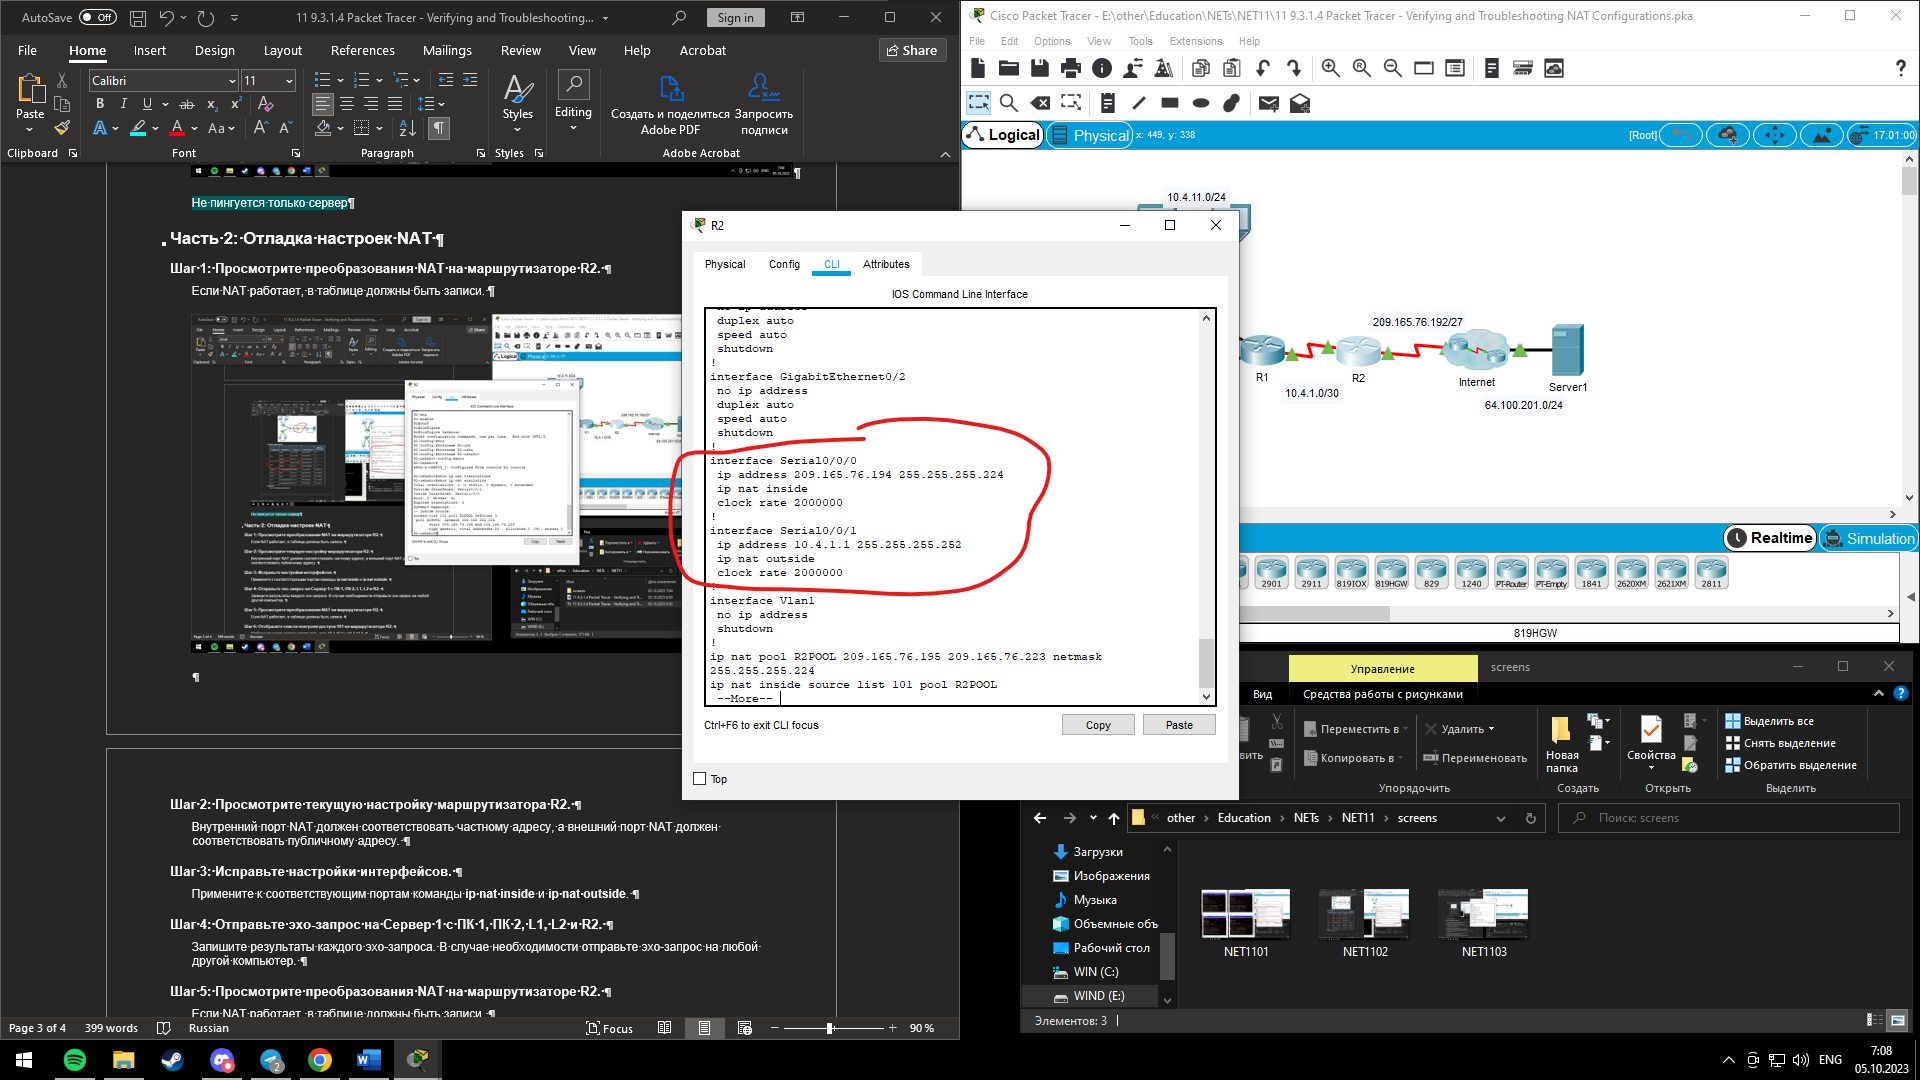 AutoSave Off 11 9.3.1.4 Packet Tracer - Verifying and Troubleshooting... Sign in
File Home Insert Design Layout References Mailings Review View Help Acrobat Share
Calibri 11
Paste Styles Editing Создать и поделиться Adobe PDF Запросить подписи
Clipboard Font Paragraph Styles Adobe Acrobat
Не пингуется только сервер¶
Часть 2: Отладка настроек NAT ¶
Шаг 1: Просмотрите преобразования NAT на маршрутизаторе R2. ¶
Если NAT работает, в таблице должны быть записи. ¶
¶
Шаг 2: Просмотрите текущую настройку маршрутизатора R2. ¶
Внутренний порт NAT должен соответствовать частному адресу, а внешний порт NAT должен
соответствовать публичному адресу. ¶
Шаг 3: Исправьте настройки интерфейсов. ¶
Примените к соответствующим портам команды ip nat inside и ip nat outside. ¶
Шаг 4: Отправьте эхо-запрос на Сервер 1 с ПК-1, ПК-2, L1, L2 и R2. ¶
Запишите результаты каждого эхо-запроса. В случае необходимости отправьте эхо-запрос на любой
другой компьютер. ¶
Шаг 5: Просмотрите преобразования NAT на маршрутизаторе R2. ¶
Если NAT работает, в таблице должны быть записи. ¶
Page 3 of 4 399 words Russian Focus 90 %
Cisco Packet Tracer - E:\other\Education\NETs\NET11\11 9.3.1.4 Packet Tracer - Verifying and Troubleshooting NAT Configurations.pka
File Edit Options View Tools Extensions Help
Logical Physical x: 449, y: 338 [Root] 17:01:00
10.4.11.0/24
209.165.76.192/27
R1 R2 Internet Server1
10.4.1.0/30
64.100.201.0/24
Realtime Simulation
2901 2911 819IOX 819HGW 829 1240 PT-Router PT-Empty 1841 2620XM 2621XM 2811
819HGW
R2
Physical Config CLI Attributes
IOS Command Line Interface
no ip address
duplex auto
speed auto
shutdown
!
interface GigabitEthernet0/2
no ip address
duplex auto
speed auto
shutdown
!
interface Serial0/0/0
ip address 209.165.76.194 255.255.255.224
ip nat inside
clock rate 2000000
!
interface Serial0/0/1
ip address 10.4.1.1 255.255.255.252
ip nat outside
clock rate 2000000
!
interface Vlan1
no ip address
shutdown
!
ip nat pool R2POOL 209.165.76.195 209.165.76.223 netmask
255.255.255.224
ip nat inside source list 101 pool R2POOL
--More--
Ctrl+F6 to exit CLI focus Copy Paste
Top
Управление screens
Вид Средства работы с рисунками
Переместить в Удалить
Копировать в Переименовать
Новая папка Свойства
Выделить все
Снять выделение
Обратить выделение
Упорядочить Создать Открыть Выделить
other Education NETs NET11 screens Поиск: screens
Загрузки
Изображения
Музыка
Объемные объ
Рабочий стол
WIN (C:)
WIND (E:)
NET1101 NET1102 NET1103
Элементов: 3
2
ENG 7:08
05.10.2023